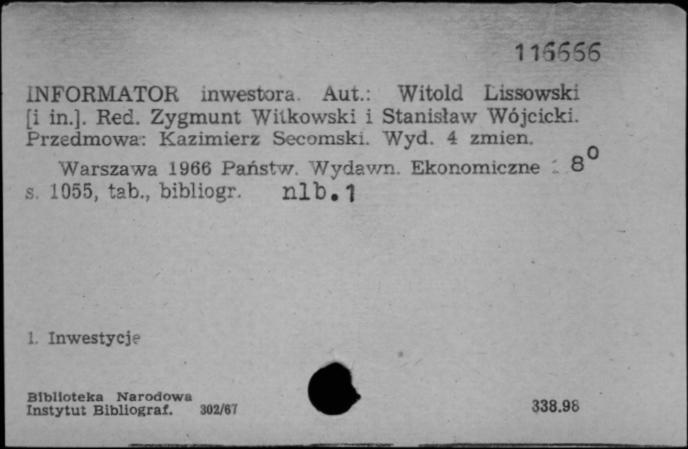 116666
INFORMATOR inwestora. Aut.: Witold Lissowski
[i in.]. Red. Zygmunt Witkowski i Stanisław Wójcicki.
Przedmowa: Kazimierz Secomski. Wyd. 4 zmien.
Warszawa 1966 Państw. Wydawn. Ekonomiczne 8⁰
s. 1055, tab., bibliogr. nlb. 1
1. Inwestycje
Biblioteka Narodowa
Instytut Bibliograf. 302/67
338.98